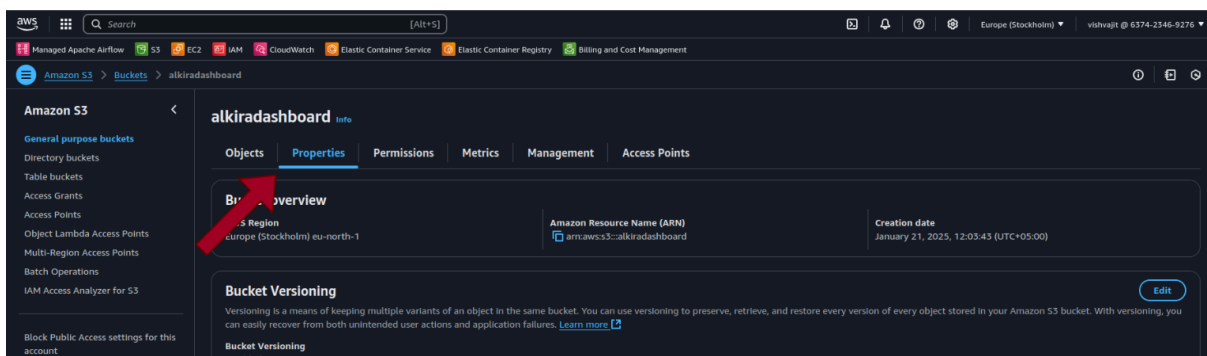 aws
Search [Alt+S]
Europe (Stockholm) ▼
vishvajit @ 6374-2346-9276 ▼
Managed Apache Airflow S3 EC2 IAM CloudWatch Elastic Container Service Elastic Container Registry Billing and Cost Management
Amazon S3 > Buckets > alkiradashboard
Amazon S3
General purpose buckets
Directory buckets
Table buckets
Access Grants
Access Points
Object Lambda Access Points
Multi-Region Access Points
Batch Operations
IAM Access Analyzer for S3
Block Public Access settings for this
account
alkiradashboard Info
Objects Properties Permissions Metrics Management Access Points
overview
Region
Europe (Stockholm) eu-north-1
Amazon Resource Name (ARN)
arn:aws:s3:::alkiradashboard
Creation date
January 21, 2025, 12:03:43 (UTC+05:00)
Bucket Versioning
Edit
Versioning is a means of keeping multiple variants of an object in the same bucket. You can use versioning to preserve, retrieve, and restore every version of every object stored in your Amazon S3 bucket. With versioning, you
can easily recover from both unintended user actions and application failures. Learn more
Bucket Versioning